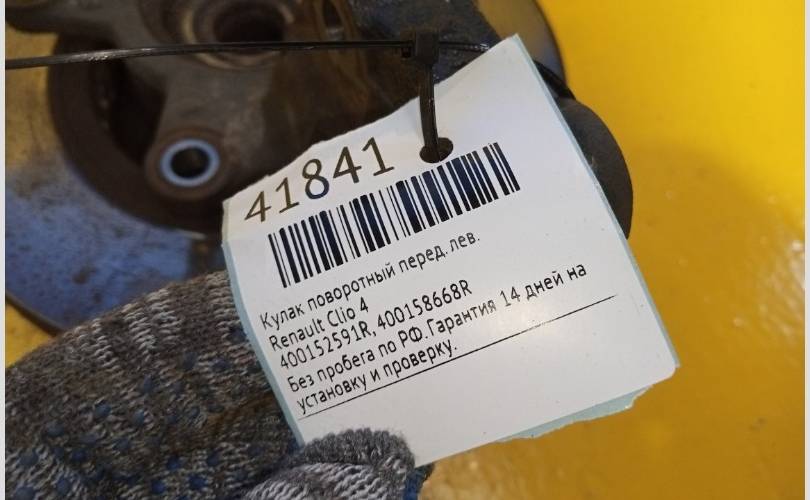 41841
Кулак поворотный перед. лев.
Renault Clio 4
400152591R, 400158668R
Без пробега по РФ. Гарантия 14 дней на
установку и проверку.